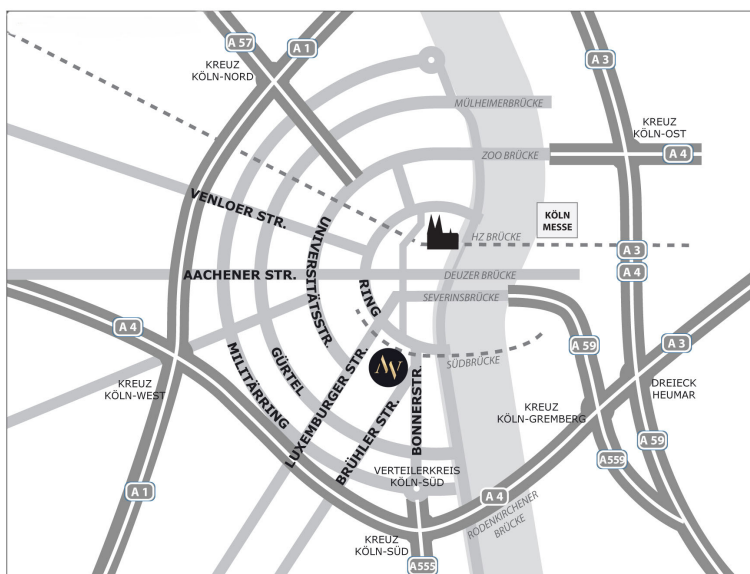 A 57
A 1
A 3
KREUZ
KÖLN-NORD
MÜLHEIMERBRÜCKE
KREUZ
KÖLN-OST
ZOO BRÜCKE
A 4
VENLOER STR.
UNIVERSITÄTSSTR.
KÖLN
MESSE
HZ BRÜCKE
A 3
A 4
AACHENER STR.
RING
DEUZER BRÜCKE
SEVERINSBRÜCKE
A 4
A 59
A 3
SÜDBRÜCKE
KREUZ
KÖLN-WEST
MILITÄRRING
GÜRTEL
LUXEMBURGER STR.
BRÜHLER STR.
BONNERSTR.
DREIECK
HEUMAR
KREUZ
KÖLN-GREMBERG
A 59
A559
VERTEILERKREIS
KÖLN-SÜD
A 1
A 4
RODENKIRCHENER
BRÜCKE
KREUZ
KÖLN-SÜD
A555